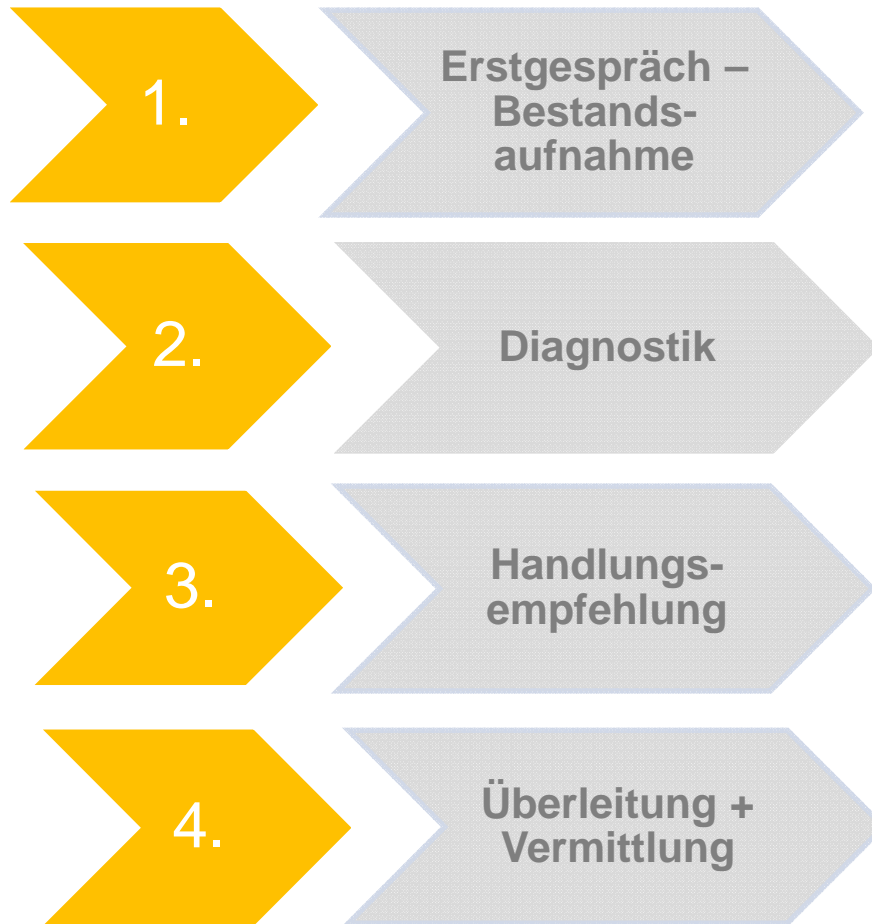 1.
Erstgespräch –
Bestands-
aufnahme
2.
Diagnostik
3.
Handlungs-
empfehlung
4.
Überleitung +
Vermittlung